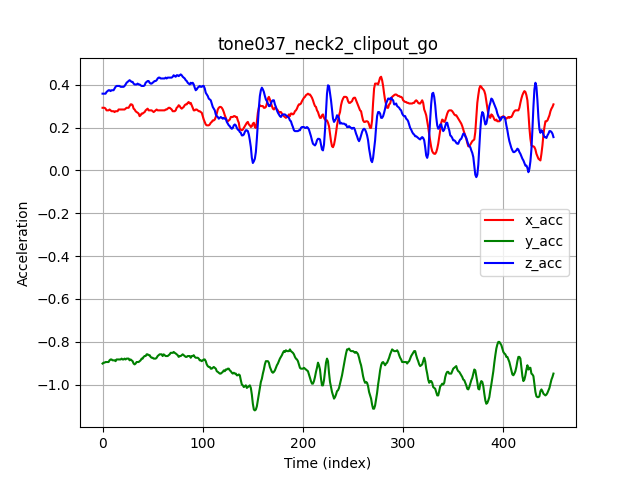 tone037_neck2_clipout_go
Acceleration
0.4
0.2
0.0
−0.2
−0.4
−0.6
−0.8
−1.0
x_acc
y_acc
z_acc
0
100
200
300
400
Time (index)